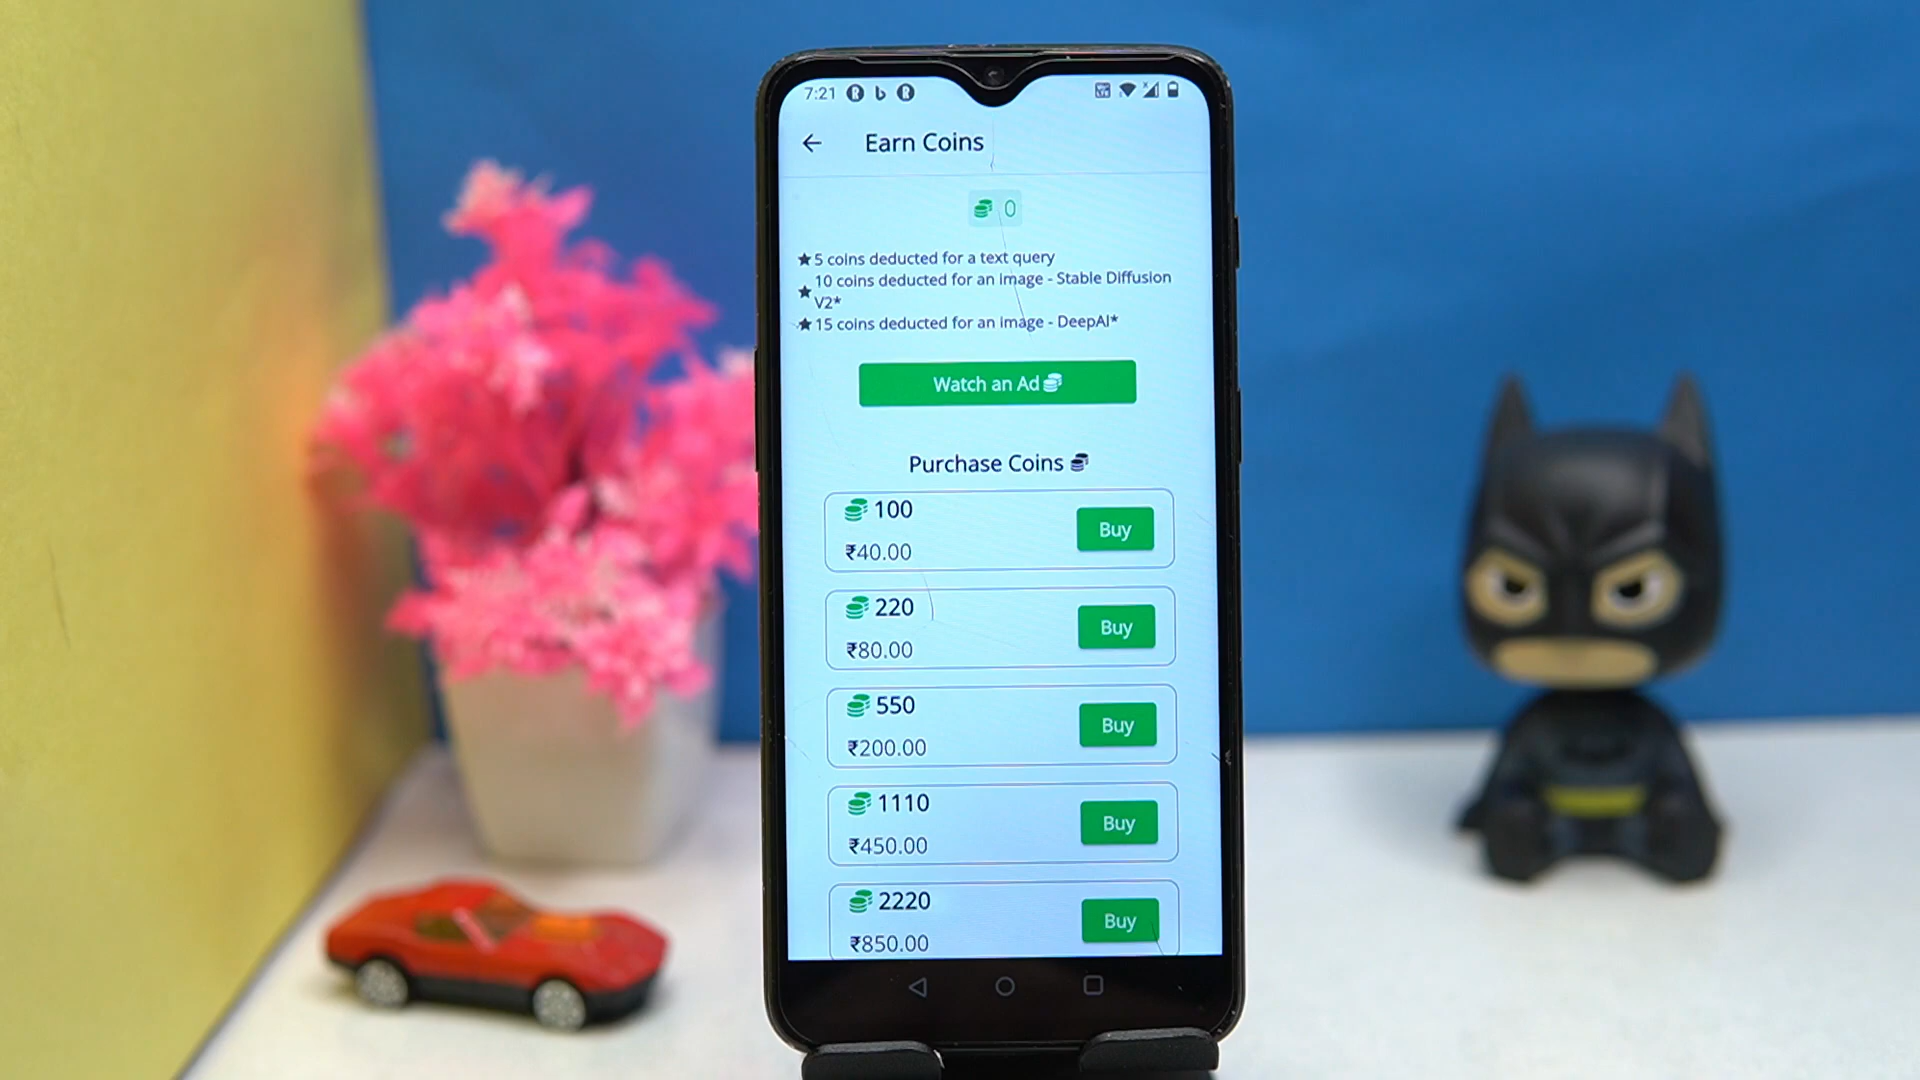 7:21
Earn Coins
0
★ 5 coins deducted for a text query
★ 10 coins deducted for an image - Stable Diffusion
V2*
★ 15 coins deducted for an image - DeepAI*
Watch an Ad
Purchase Coins
100
₹40.00
Buy
220
₹80.00
Buy
550
₹200.00
Buy
1110
₹450.00
Buy
2220
₹850.00
Buy